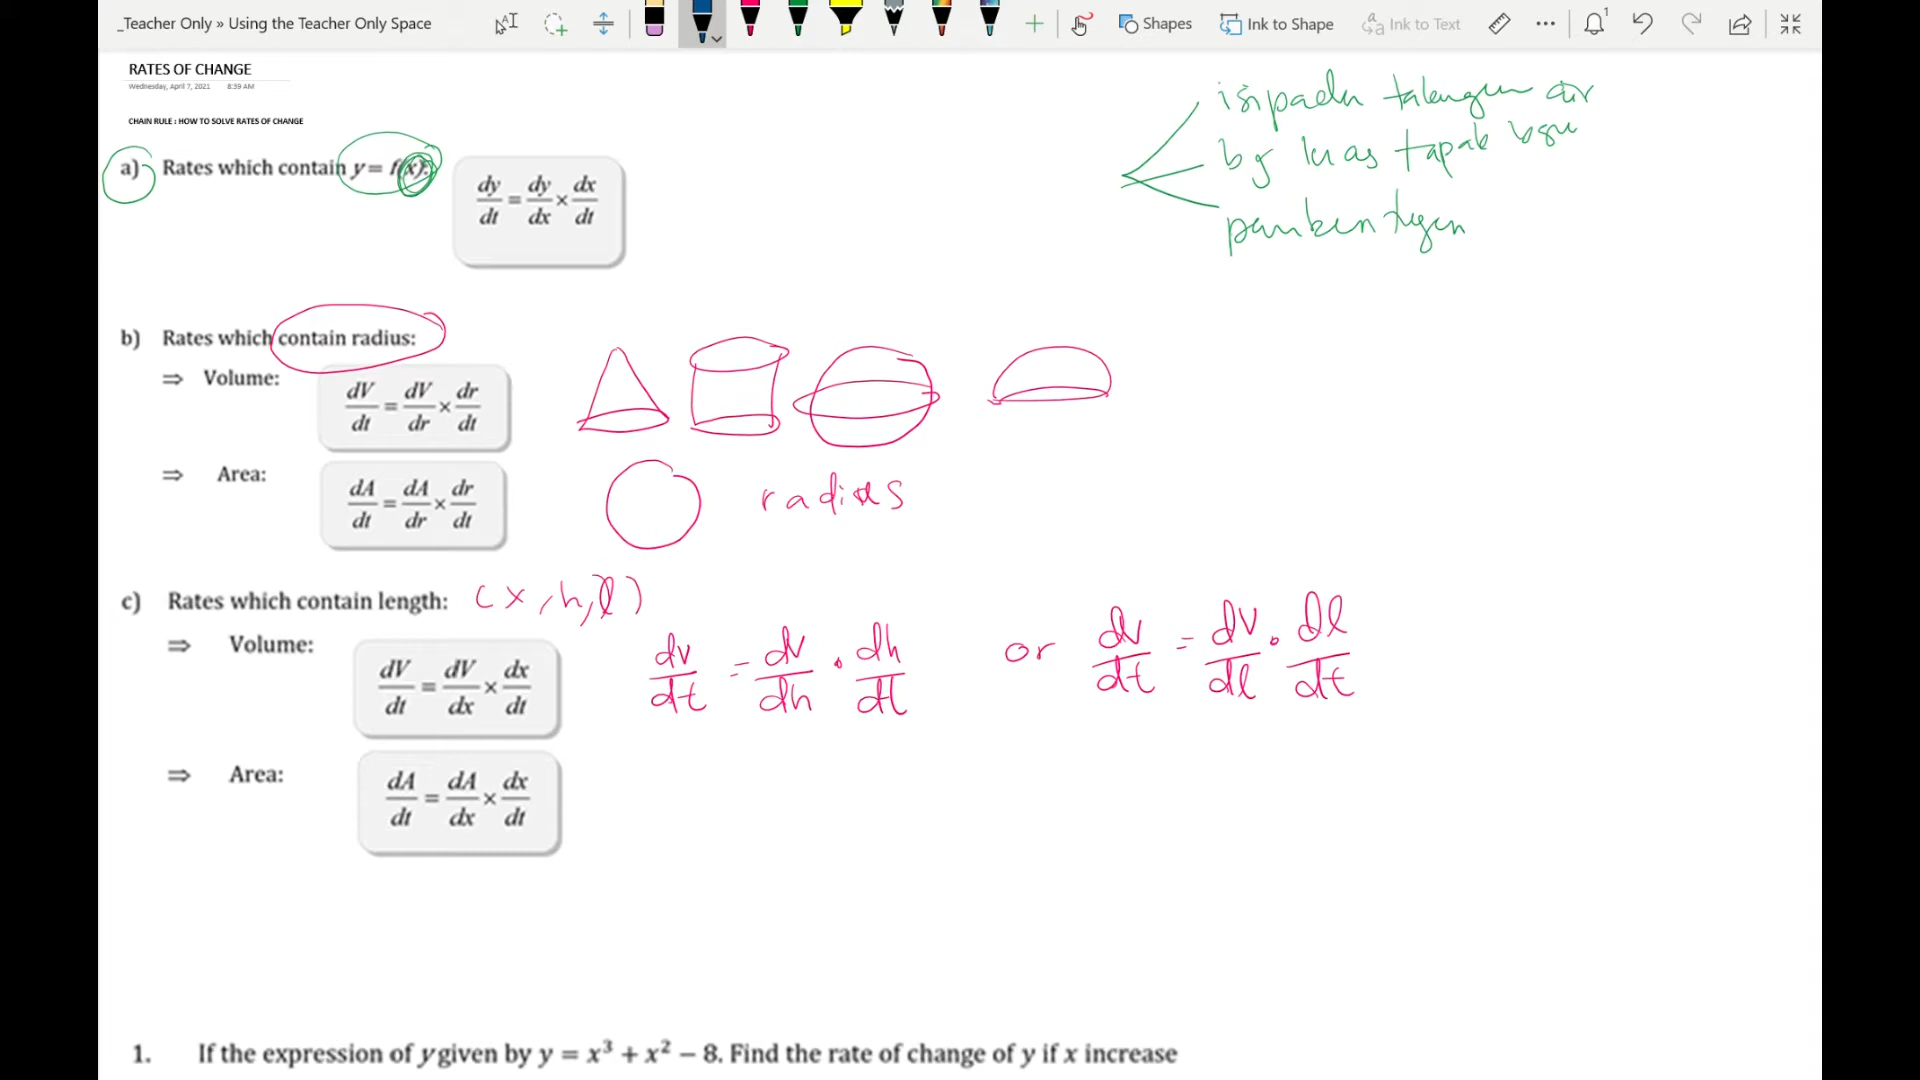 _Teacher Only » Using the Teacher Only Space
Shapes
Ink to Shape
Ink to Text
1
RATES OF CHANGE
Wednesday, April 7, 2021 8:39 AM
CHAIN RULE : HOW TO SOLVE RATES OF CHANGE
isipadu air
a) Rates which contain y = f(x):
dy/dt = dy/dx × dx/dt
luas tapak
b) Rates which contain radius:
⇒ Volume:
dV/dt = dV/dr × dr/dt
⇒ Area:
dA/dt = dA/dr × dr/dt
radius
c) Rates which contain length: (x, h, l)
⇒ Volume:
dV/dt = dV/dx × dx/dt
dv/dt = dv/dh · dh/dt or dv/dt = dv/dl · dl/dt
⇒ Area:
dA/dt = dA/dx × dx/dt
1. If the expression of y given by y = x³ + x² − 8. Find the rate of change of y if x increase